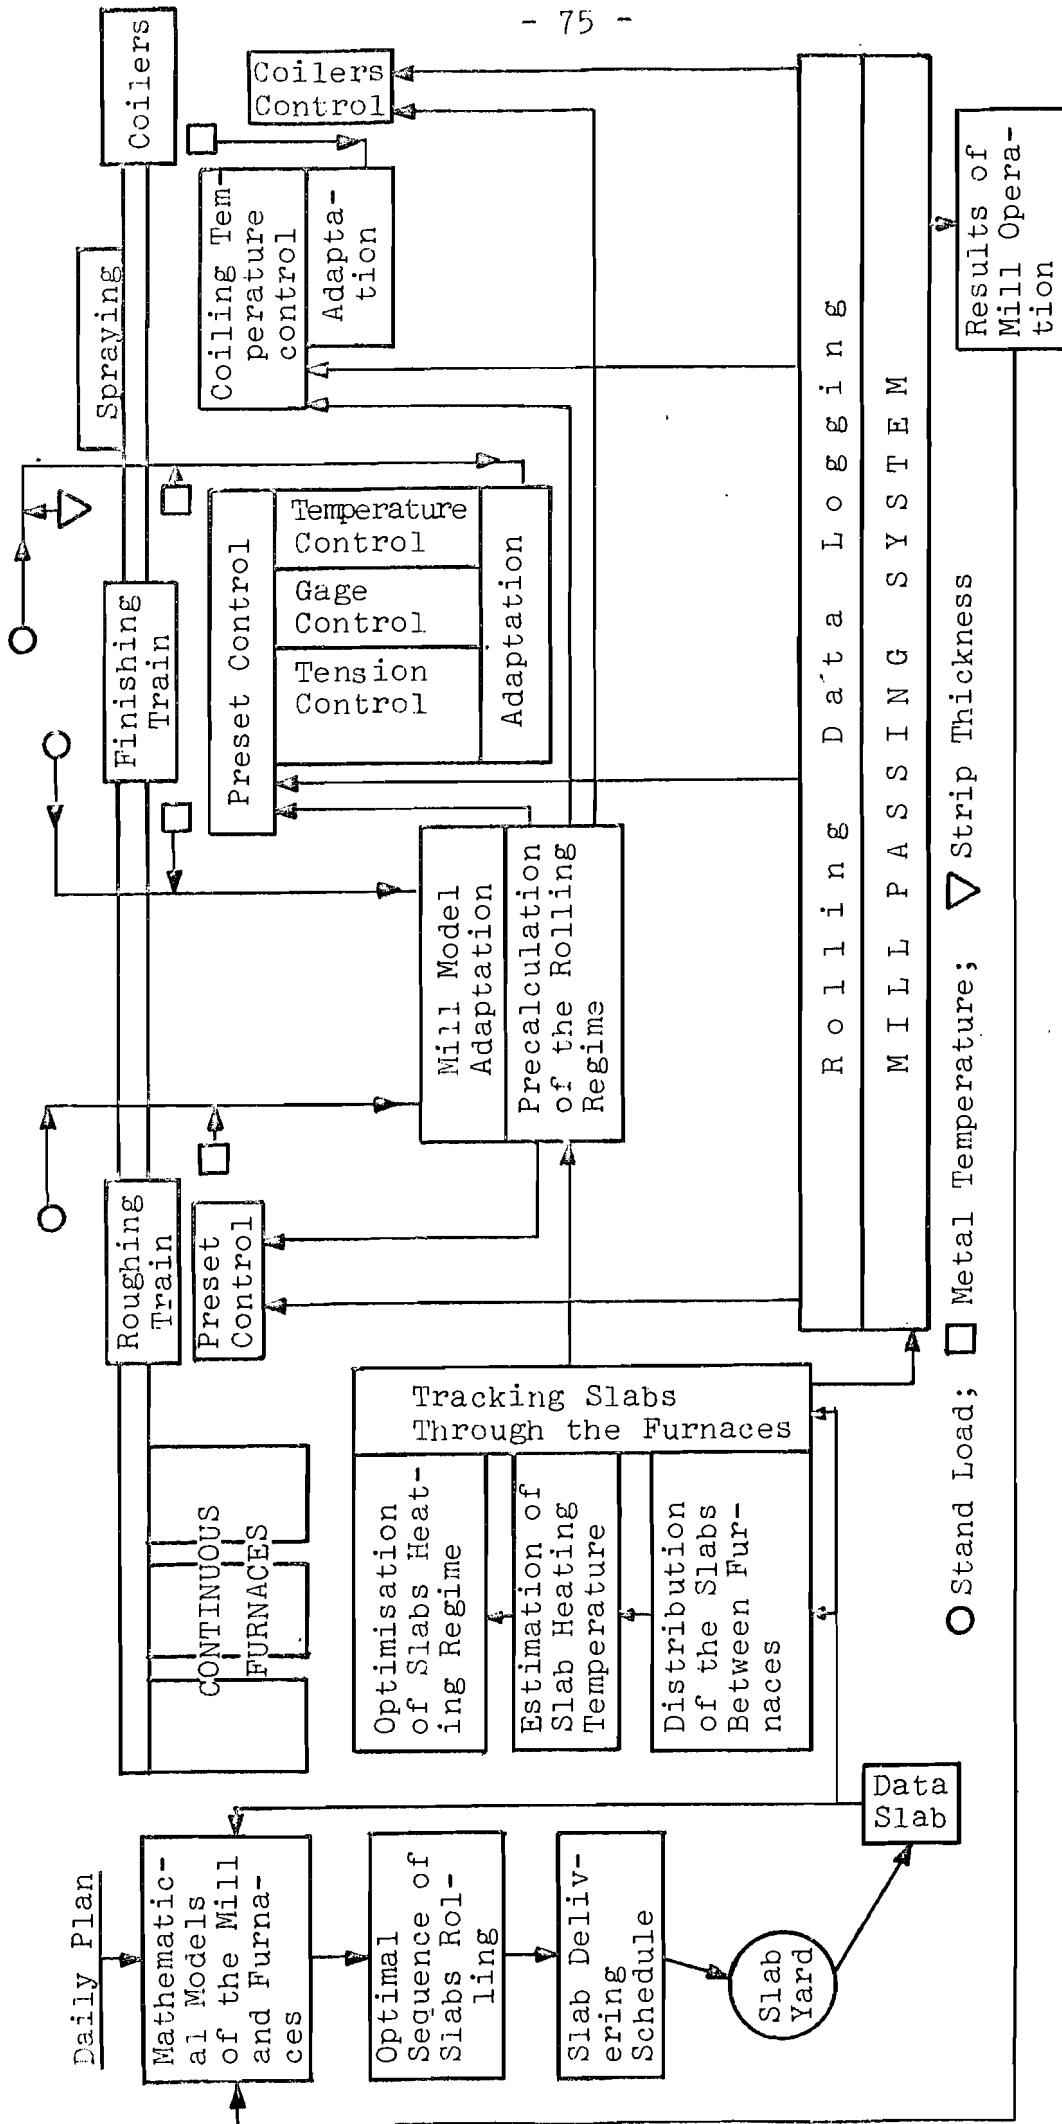 - 75 -
Daily Plan
Mathematic-
al Models
of the Mill
and Furna-
ces
Optimal
Sequence of
Slabs Rol-
ling
Slab Deliv-
ering
Schedule
Slab
Yard
Data
Slab
CONTINUOUS
FURNACES
Optimisation
of Slabs Heat-
ing Regime
Estimation of
Slab Heating
Temperature
Distribution
of the Slabs
Between Fur-
naces
Tracking Slabs
Through the Furnaces
Roughing
Train
Preset
Control
Mill Model
Adaptation
Precalculation
of the Rolling
Regime
Finishing
Train
Preset Control
Tension
Control
Gage
Control
Temperature
Control
Adaptation
Spraying
Coiling Tem-
perature
control
Adapta-
tion
Coilers
Coilers
Control
Rolling Data Logging
MILL PASSING SYSTEM
Results of
Mill Opera-
tion
Stand Load; Metal Temperature; Strip Thickness